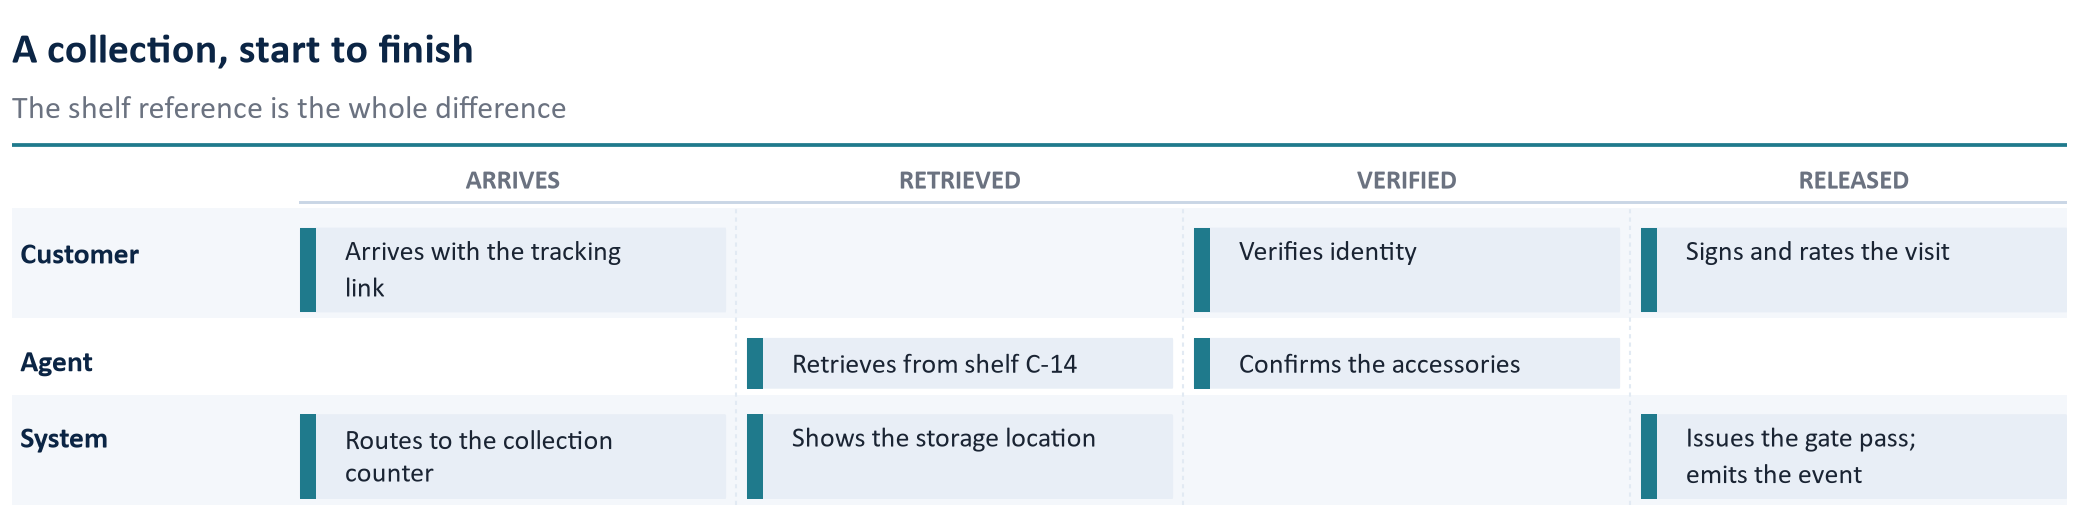 A collection, start to finish
The shelf reference is the whole difference
ARRIVES
RETRIEVED
VERIFIED
RELEASED
Customer
Arrives with the tracking
link
Verifies identity
Signs and rates the visit
Agent
Retrieves from shelf C-14
Confirms the accessories
System
Routes to the collection
counter
Shows the storage location
Issues the gate pass;
emits the event